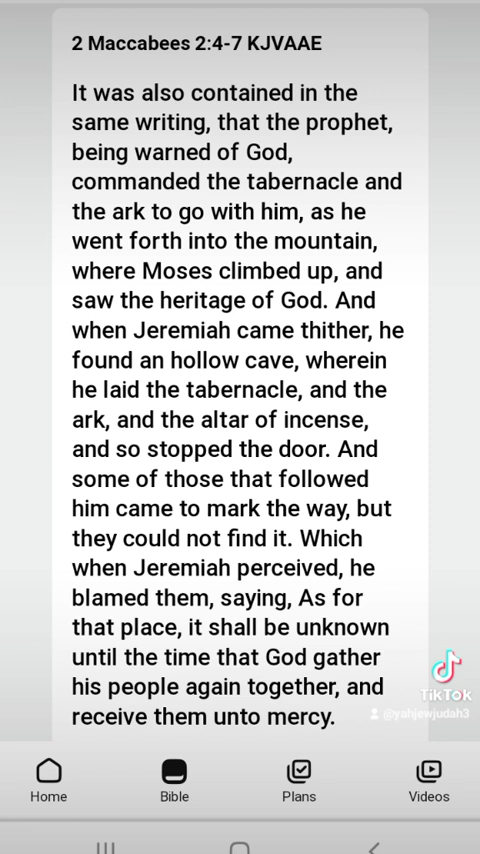 2 Maccabees 2:4-7 KJVAAE
It was also contained in the
same writing, that the prophet,
being warned of God,
commanded the tabernacle and
the ark to go with him, as he
went forth into the mountain,
where Moses climbed up, and
saw the heritage of God. And
when Jeremiah came thither, he
found an hollow cave, wherein
he laid the tabernacle, and the
ark, and the altar of incense,
and so stopped the door. And
some of those that followed
him came to mark the way, but
they could not find it. Which
when Jeremiah perceived, he
blamed them, saying, As for
that place, it shall be unknown
until the time that God gather
his people again together, and
receive them unto mercy.
TikTok
@yahjewjudah3
Home Bible Plans Videos